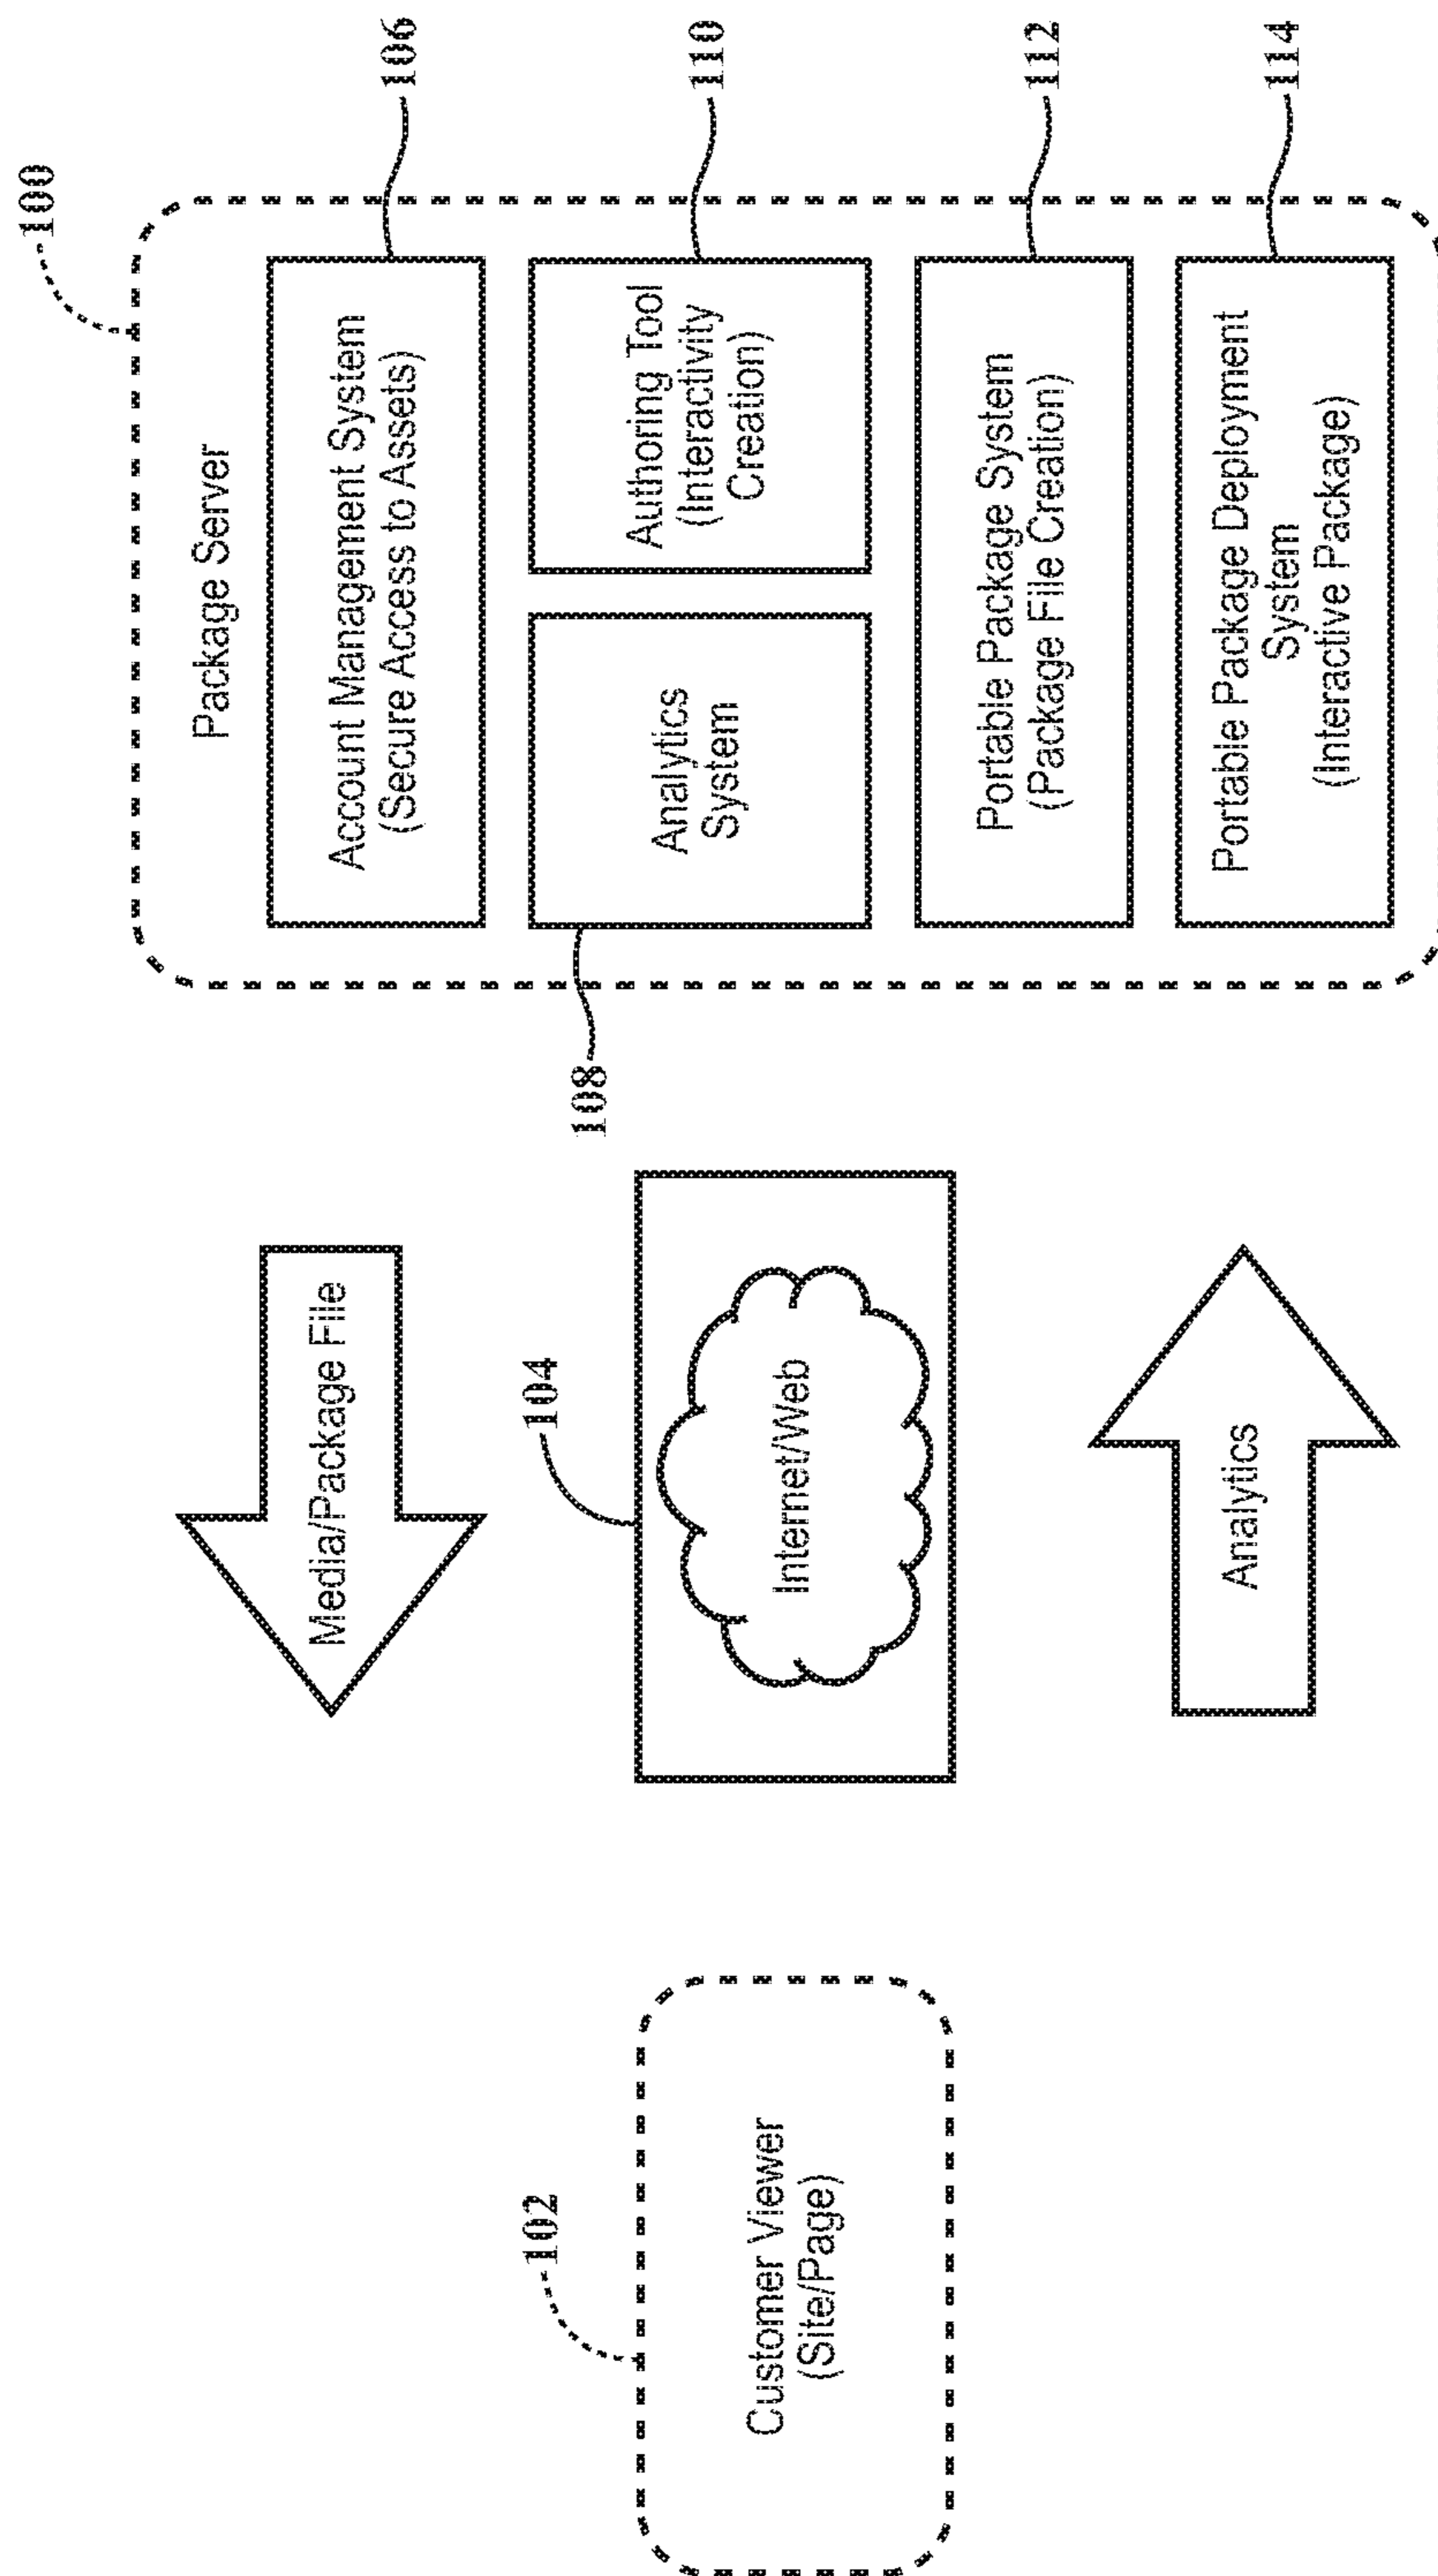 100
Package Server
Account Management System
(Secure Access to Assets)
106
Analytics
System
108
Authoring Tool
(Interactivity
Creation)
110
Portable Package System
(Package File Creation)
112
Portable Package Deployment
System
(Interactive Package)
114
Media/Package File
104
Internet/Web
Analytics
102
Customer Viewer
(Site/Page)